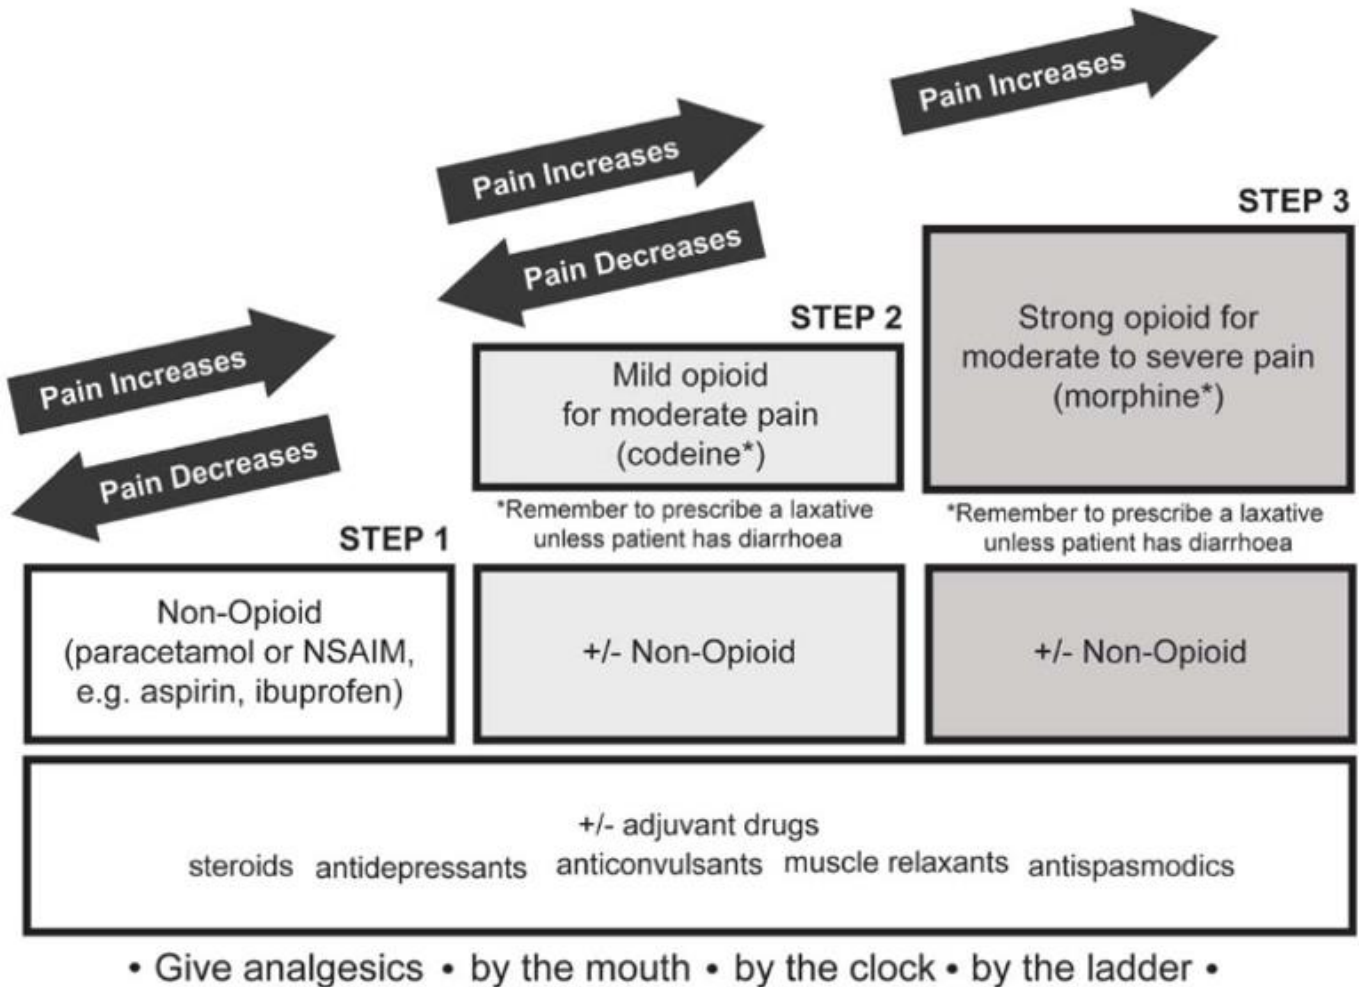 Pain Increases
Pain Increases
Pain Decreases
Pain Increases
Pain Decreases
STEP 3
Strong opioid for
moderate to severe pain
(morphine*)
*Remember to prescribe a laxative
unless patient has diarrhoea
+/- Non-Opioid
STEP 2
Mild opioid
for moderate pain
(codeine*)
*Remember to prescribe a laxative
unless patient has diarrhoea
+/- Non-Opioid
STEP 1
Non-Opioid
(paracetamol or NSAIM,
e.g. aspirin, ibuprofen)
+/- adjuvant drugs
steroids antidepressants anticonvulsants muscle relaxants antispasmodics
• Give analgesics • by the mouth • by the clock • by the ladder •